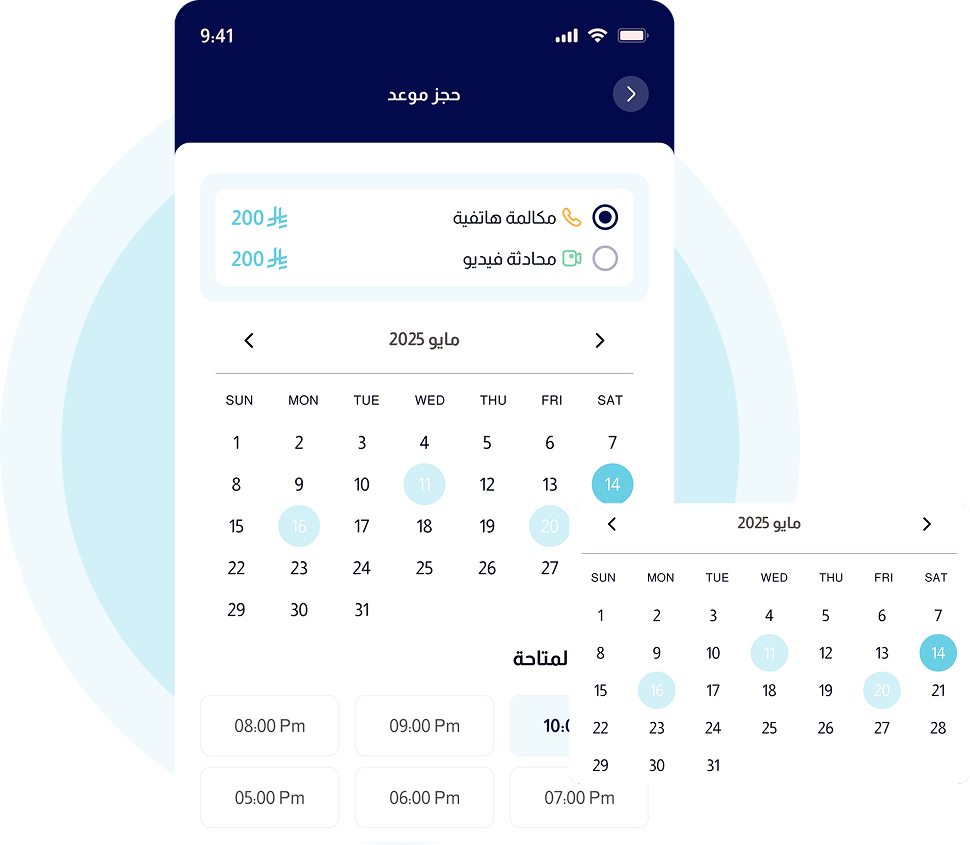 9:41
حجز موعد
مكالمة هاتفية 200
محادثة فيديو 200
مايو 2025
SUN MON TUE WED THU FRI SAT
1 2 3 4 5 6 7
8 9 10 11 12 13 14
15 16 17 18 19 20
22 23 24 25 26 27
29 30 31
لمتاحة
08:00 Pm 09:00 Pm 10:0
05:00 Pm 06:00 Pm 07:00 Pm
مايو 2025
SUN MON TUE WED THU FRI SAT
1 2 3 4 5 6 7
8 9 10 11 12 13 14
15 16 17 18 19 20 21
22 23 24 25 26 27 28
29 30 31